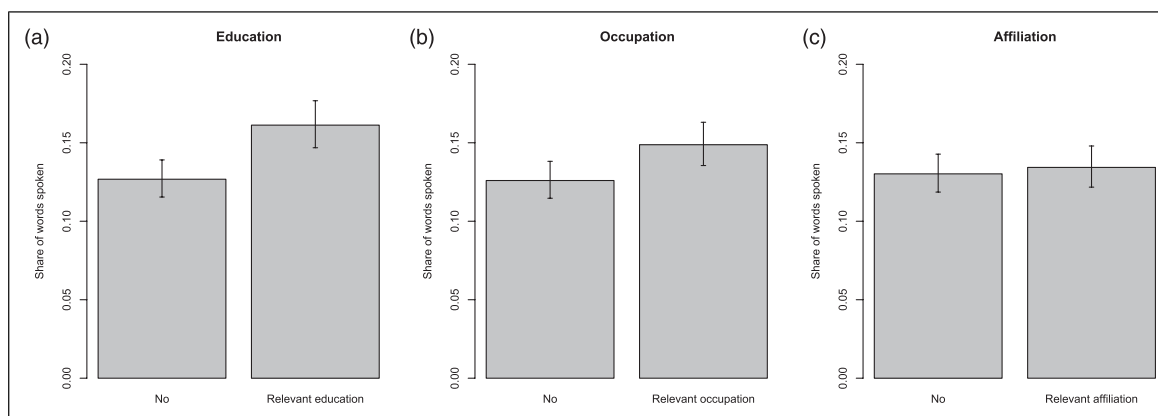 (a)
Education
Share of words spoken
0.20
0.15
0.10
0.05
0.00
No
Relevant education
(b)
Occupation
Share of words spoken
0.20
0.15
0.10
0.05
0.00
No
Relevant occupation
(c)
Affiliation
Share of words spoken
0.20
0.15
0.10
0.05
0.00
No
Relevant affiliation